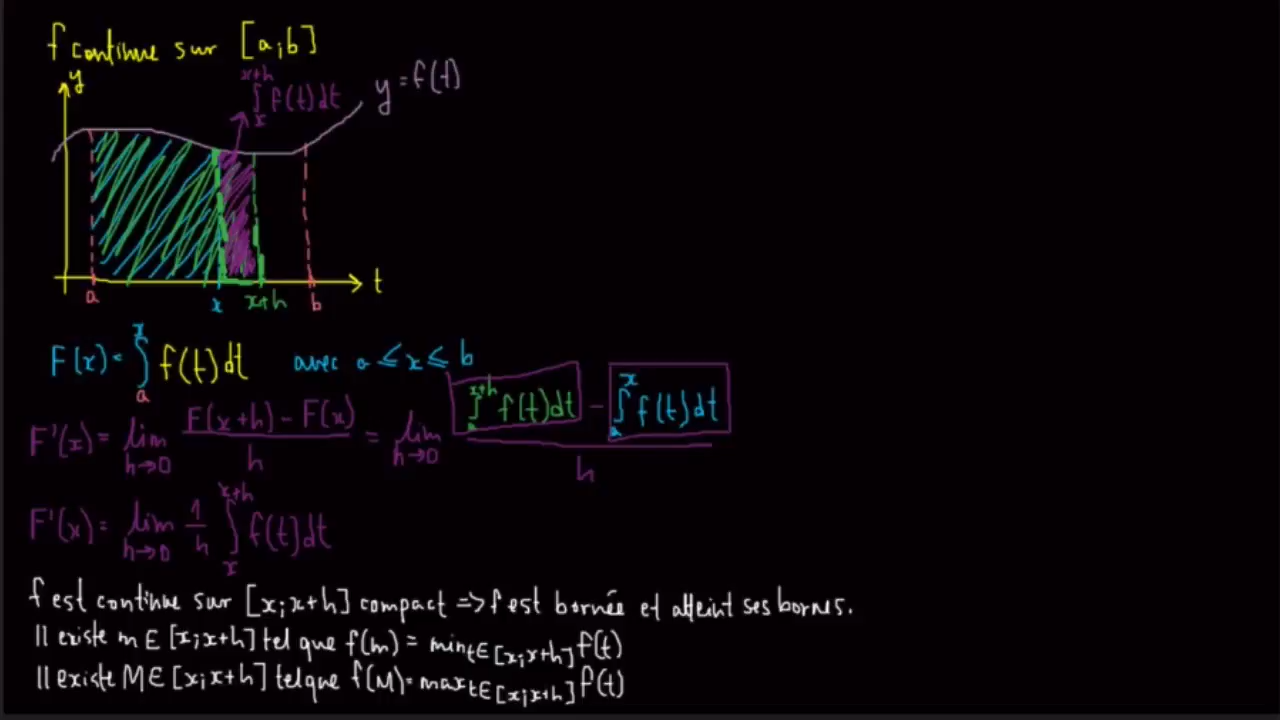 f continue sur [a;b]
y
∫ₓˣ⁺ʰ f(t)dt
y = f(t)
t
a x x+h b
F(x) = ∫ₐˣ f(t)dt avec a ≤ x ≤ b
F'(x) = lim h→0 (F(x+h) - F(x))/h = lim h→0 (∫ₐˣ⁺ʰ f(t)dt - ∫ₐˣ f(t)dt)/h
F'(x) = lim h→0 1/h ∫ₓˣ⁺ʰ f(t)dt
f est continue sur [x;x+h] compact => f est bornée et atteint ses bornes.
Il existe m ∈ [x;x+h] tel que f(m) = min t∈[x;x+h] f(t)
Il existe M ∈ [x;x+h] tel que f(M) = max t∈[x;x+h] f(t)